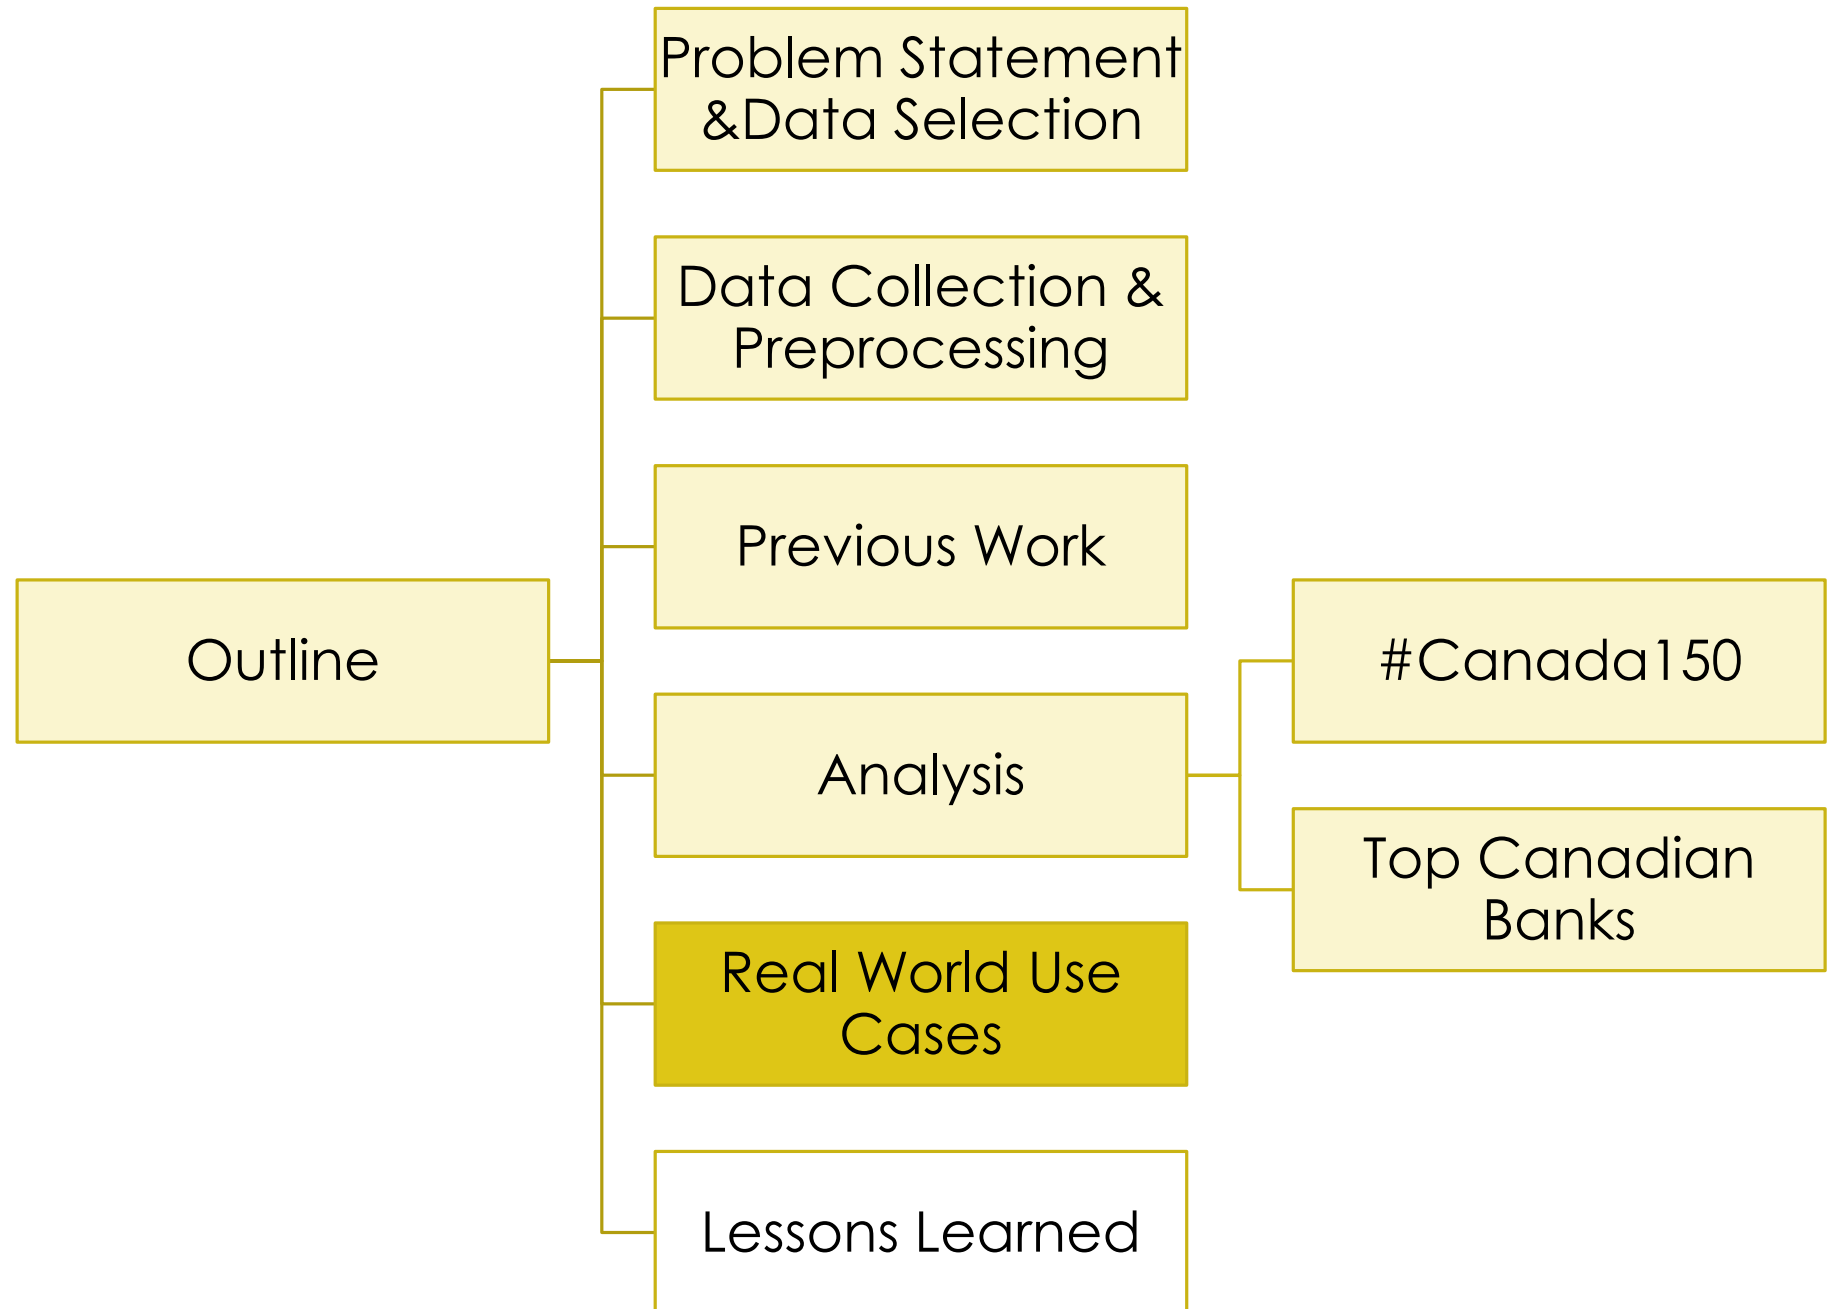 Outline
Problem Statement
&Data Selection
Data Collection &
Preprocessing
Previous Work
Analysis
#Canada150
Top Canadian
Banks
Real World Use
Cases
Lessons Learned